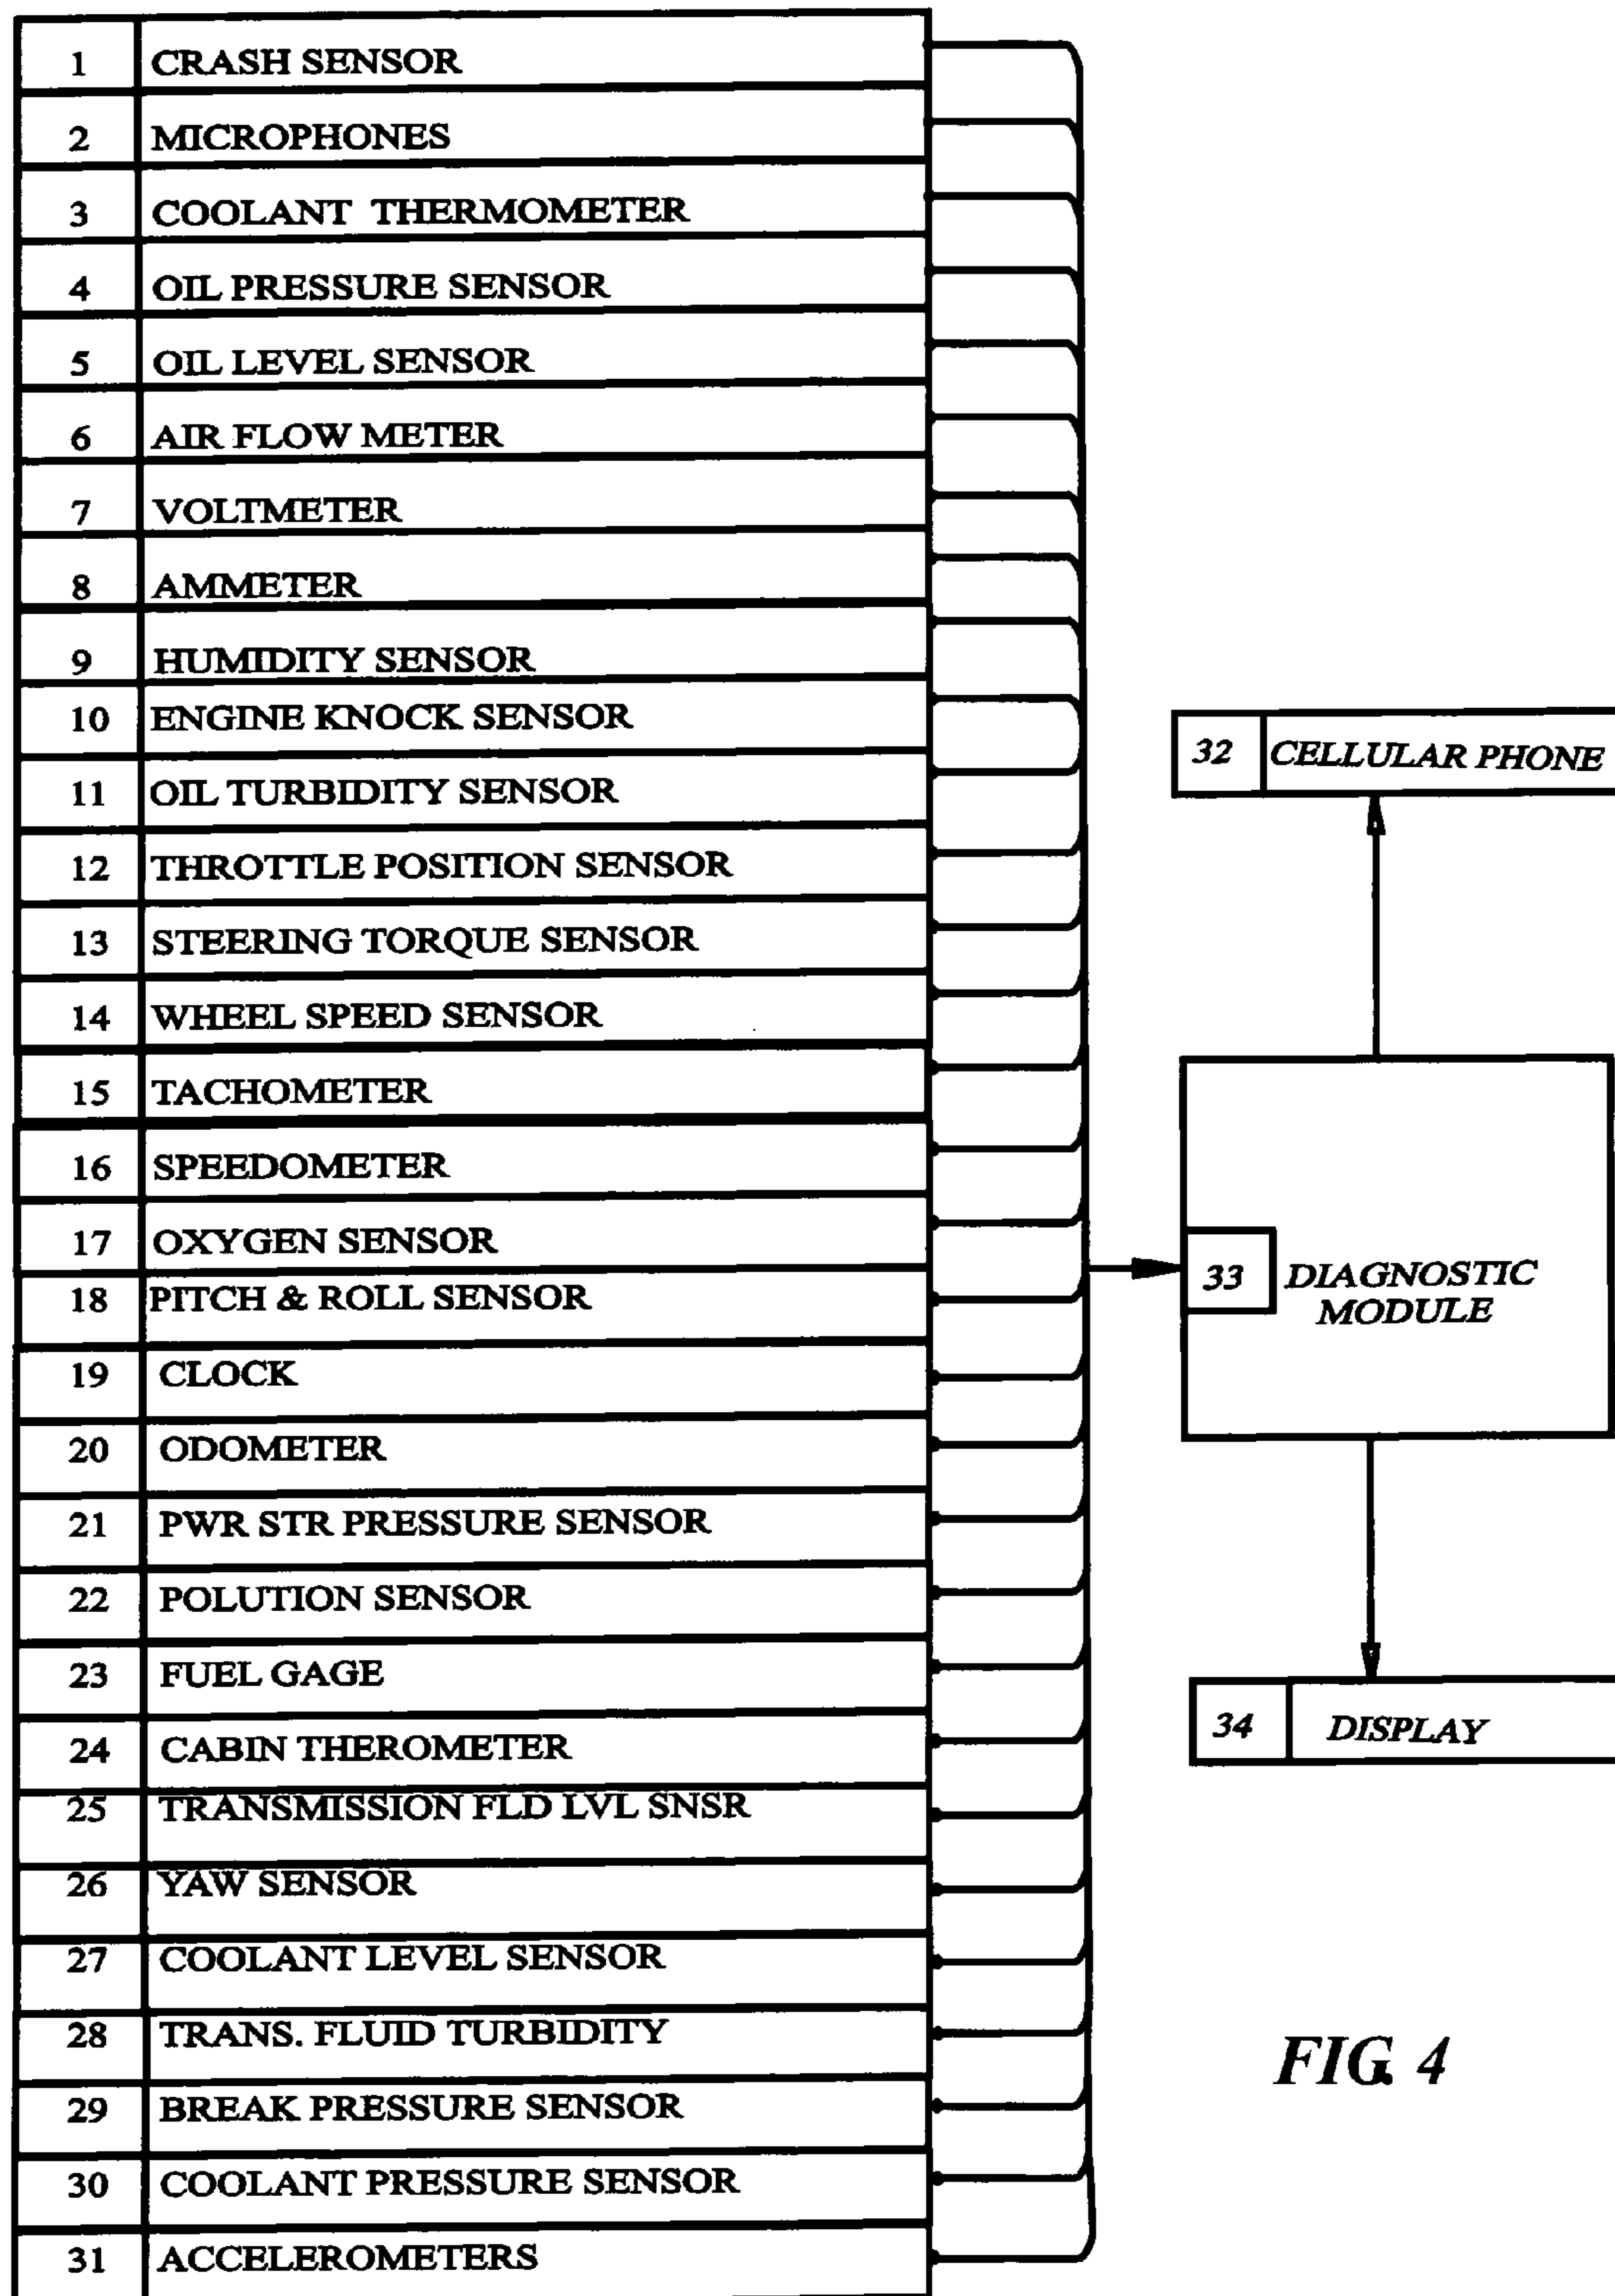 1 CRASH SENSOR
2 MICROPHONES
3 COOLANT THERMOMETER
4 OIL PRESSURE SENSOR
5 OIL LEVEL SENSOR
6 AIR FLOW METER
7 VOLTMETER
8 AMMETER
9 HUMIDITY SENSOR
10 ENGINE KNOCK SENSOR
11 OIL TURBIDITY SENSOR
12 THROTTLE POSITION SENSOR
13 STEERING TORQUE SENSOR
14 WHEEL SPEED SENSOR
15 TACHOMETER
16 SPEEDOMETER
17 OXYGEN SENSOR
18 PITCH & ROLL SENSOR
19 CLOCK
20 ODOMETER
21 PWR STR PRESSURE SENSOR
22 POLUTION SENSOR
23 FUEL GAGE
24 CABIN THEROMETER
25 TRANSMISSION FLD LVL SNSR
26 YAW SENSOR
27 COOLANT LEVEL SENSOR
28 TRANS. FLUID TURBIDITY
29 BREAK PRESSURE SENSOR
30 COOLANT PRESSURE SENSOR
31 ACCELEROMETERS
32 CELLULAR PHONE
33 DIAGNOSTIC
MODULE
34 DISPLAY
FIG. 4